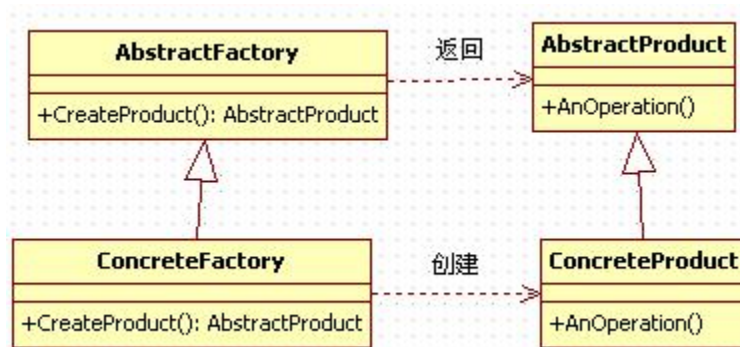 AbstractFactory
+CreateProduct(): AbstractProduct
返回
AbstractProduct
+AnOperation()
ConcreteFactory
+CreateProduct(): AbstractProduct
创建
ConcreteProduct
+AnOperation()